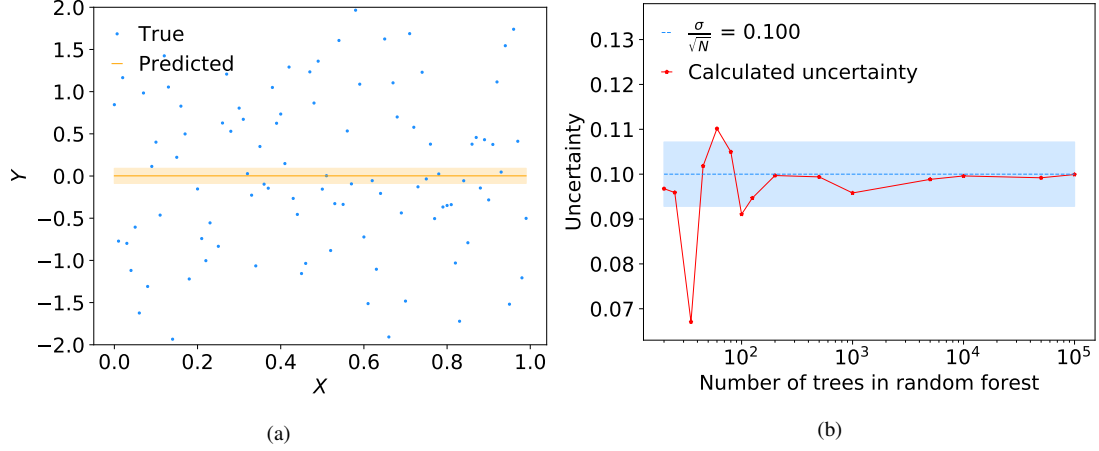 True
Predicted
2.0
1.5
1.0
0.5
0.0
−0.5
−1.0
−1.5
−2.0
Y
0.0 0.2 0.4 0.6 0.8 1.0
X
(a)
σ/√N = 0.100
Calculated uncertainty
0.13
0.12
0.11
0.10
0.09
0.08
0.07
Uncertainty
10² 10³ 10⁴ 10⁵
Number of trees in random forest
(b)